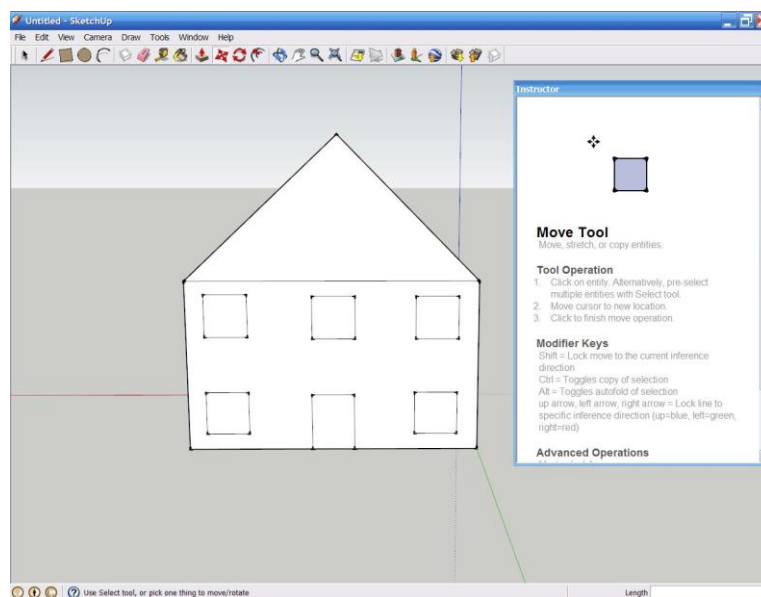 Untitled - SketchUp
File Edit View Camera Draw Tools Window Help
Instructor
Move Tool
Move, stretch, or copy entities.
Tool Operation
1. Click on entity. Alternatively, pre-select
multiple entities with Select tool.
2. Move cursor to new location.
3. Click to finish move operation.
Modifier Keys
Shift = Lock move to the current inference
direction
Ctrl = Toggles copy of selection
Alt = Toggles autofold of selection
up arrow, left arrow, right arrow = Lock line to
specific inference direction (up=blue, left=green,
right=red)
Advanced Operations
Use Select tool, or pick one thing to move/rotate
Length